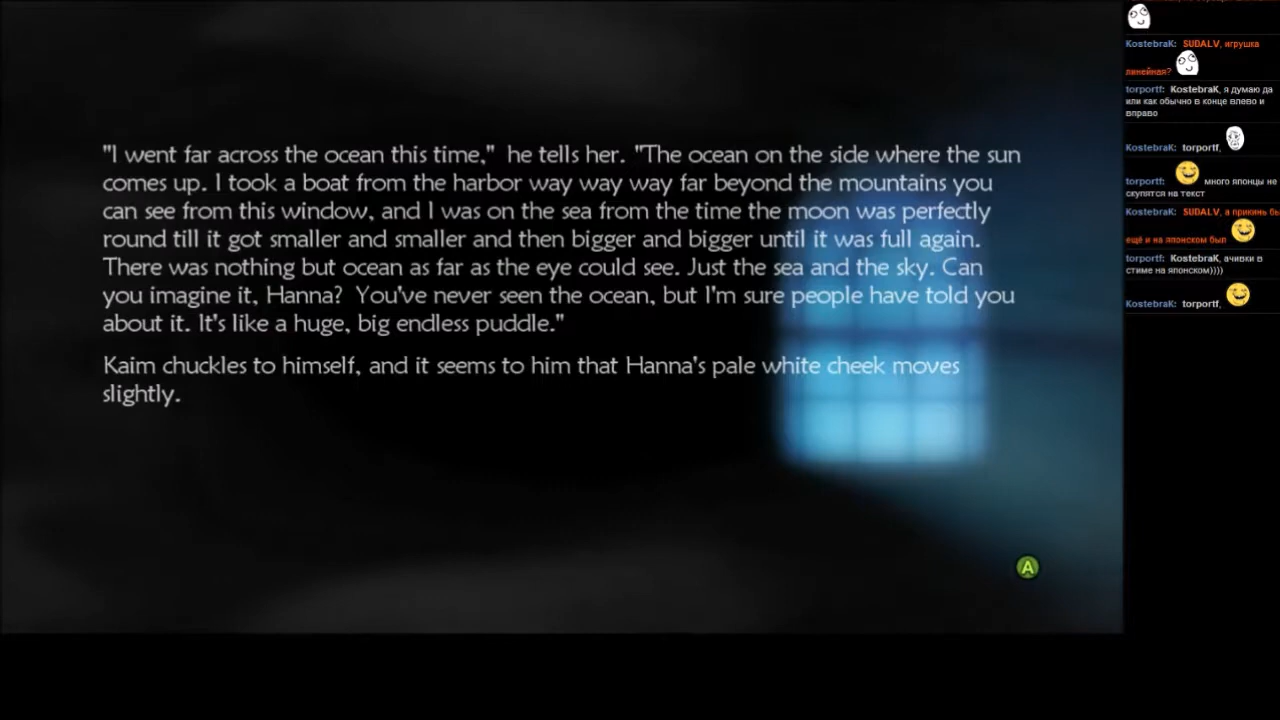 "I went far across the ocean this time,"  he tells her. "The ocean on the side where the sun
comes up. I took a boat from the harbor way way way far beyond the mountains you
can see from this window, and I was on the sea from the time the moon was perfectly
round till it got smaller and smaller and then bigger and bigger until it was full again.
There was nothing but ocean as far as the eye could see. Just the sea and the sky. Can
you imagine it, Hanna?  You've never seen the ocean, but I'm sure people have told you
about it. It's like a huge, big endless puddle."
Kaim chuckles to himself, and it seems to him that Hanna's pale white cheek moves
slightly.
A
KostebraK: SUDALV, игрушка
линейная?
torportf: KostebraK, я думаю да
или как обычно в конце влево и
вправо
KostebraK: torportf,
torportf: много японцы не
скупятся на текст
KostebraK: SUDALV, а прикинь бы
ещё и на японском был
torportf: KostebraK, ачивки в
стиме на японском))))
KostebraK: torportf,